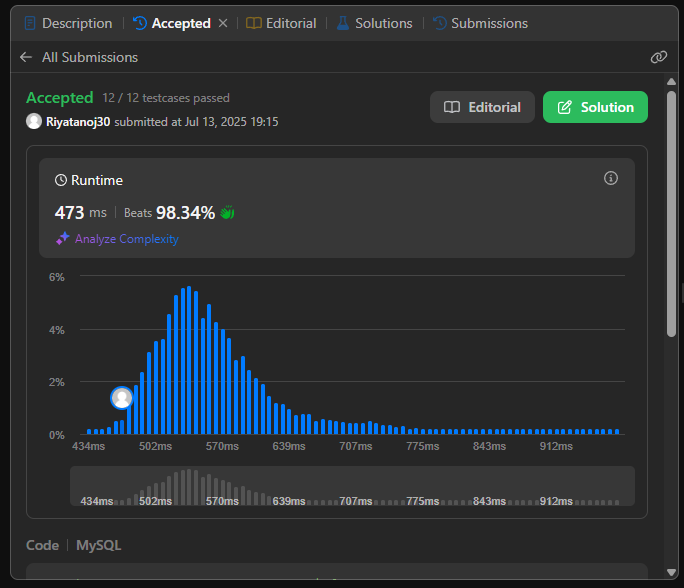 Description Accepted Editorial Solutions Submissions
All Submissions
Accepted 12 / 12 testcases passed
Riyatanoj30 submitted at Jul 13, 2025 19:15
Editorial Solution
Runtime
473 ms Beats 98.34%
Analyze Complexity
6%
4%
2%
0%
434ms 502ms 570ms 639ms 707ms 775ms 843ms 912ms
434ms 502ms 570ms 639ms 707ms 775ms 843ms 912ms
Code MySQL